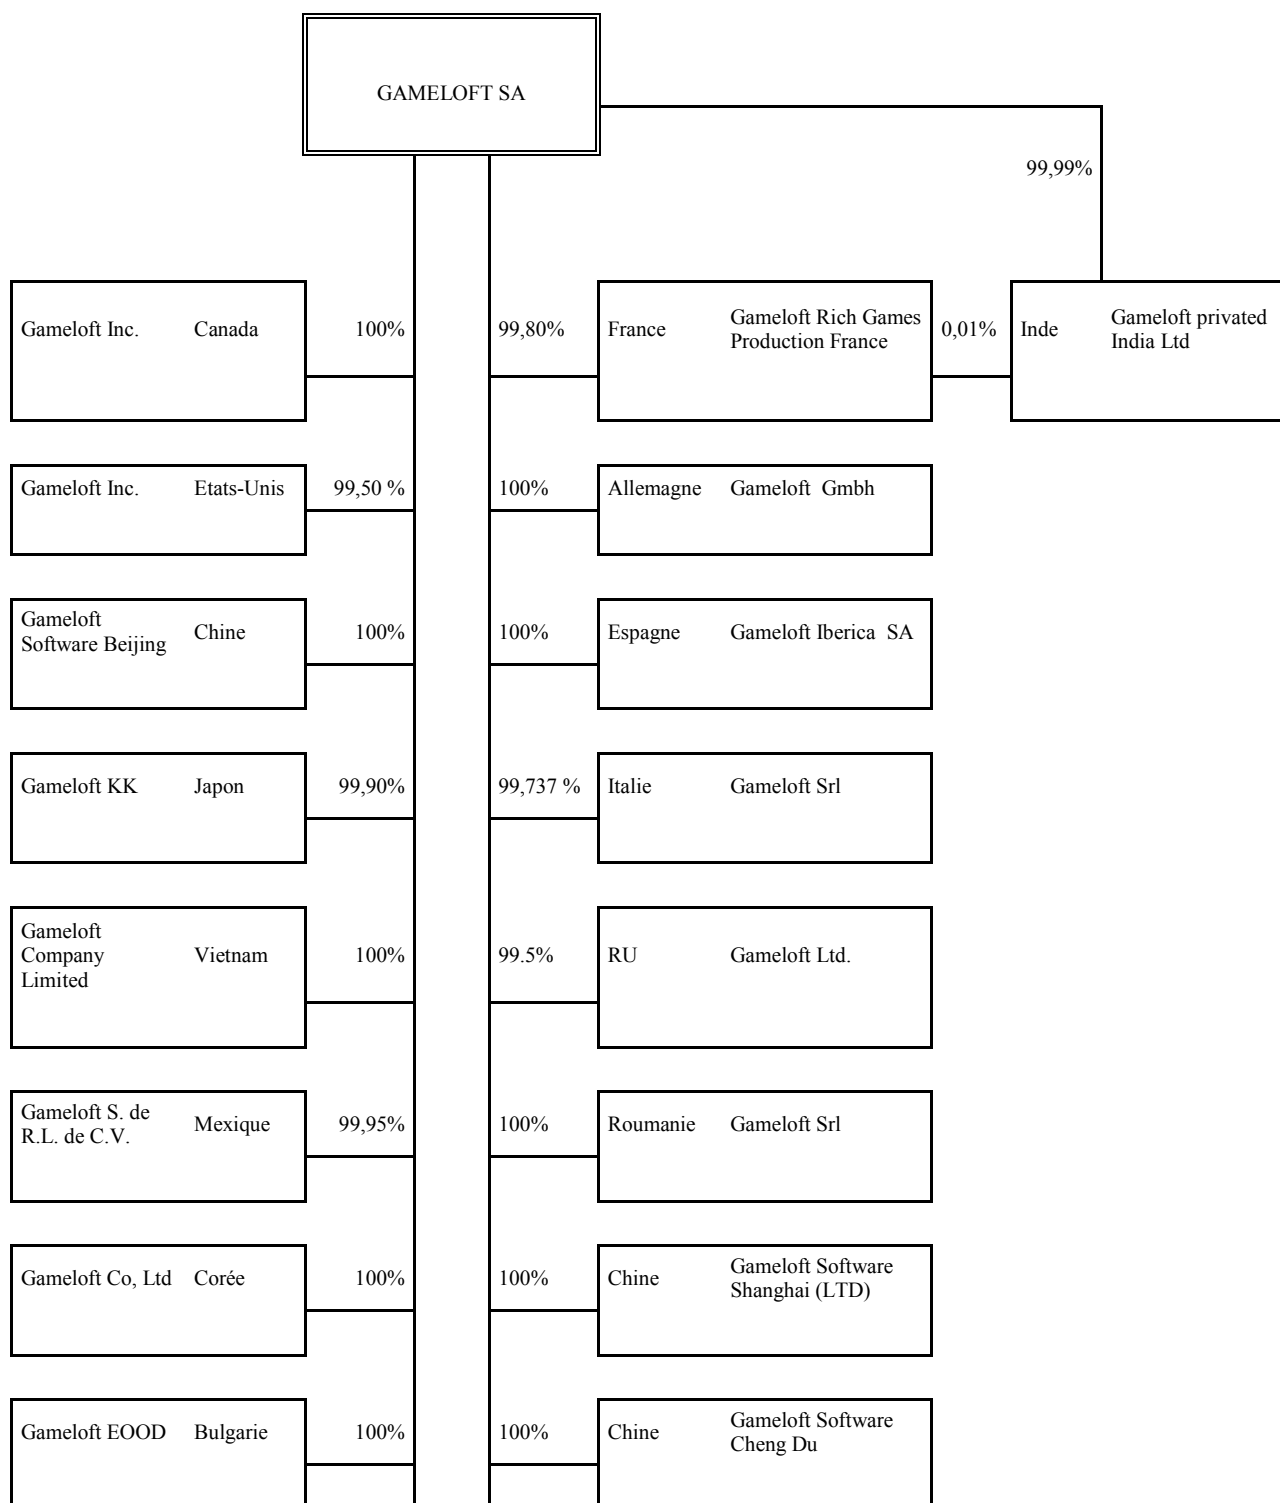 GAMELOFT SA
99,99%
Gameloft Inc. Canada 100% 99,80% France Gameloft Rich Games
Production France 0,01% Inde Gameloft privated
India Ltd
Gameloft Inc. Etats-Unis 99,50 % 100% Allemagne Gameloft Gmbh
Gameloft
Software Beijing Chine 100% 100% Espagne Gameloft Iberica SA
Gameloft KK Japon 99,90% 99,737 % Italie Gameloft Srl
Gameloft
Company
Limited Vietnam 100% 99.5% RU Gameloft Ltd.
Gameloft S. de
R.L. de C.V. Mexique 99,95% 100% Roumanie Gameloft Srl
Gameloft Co, Ltd Corée 100% 100% Chine Gameloft Software
Shanghai (LTD)
Gameloft EOOD Bulgarie 100% 100% Chine Gameloft Software
Cheng Du